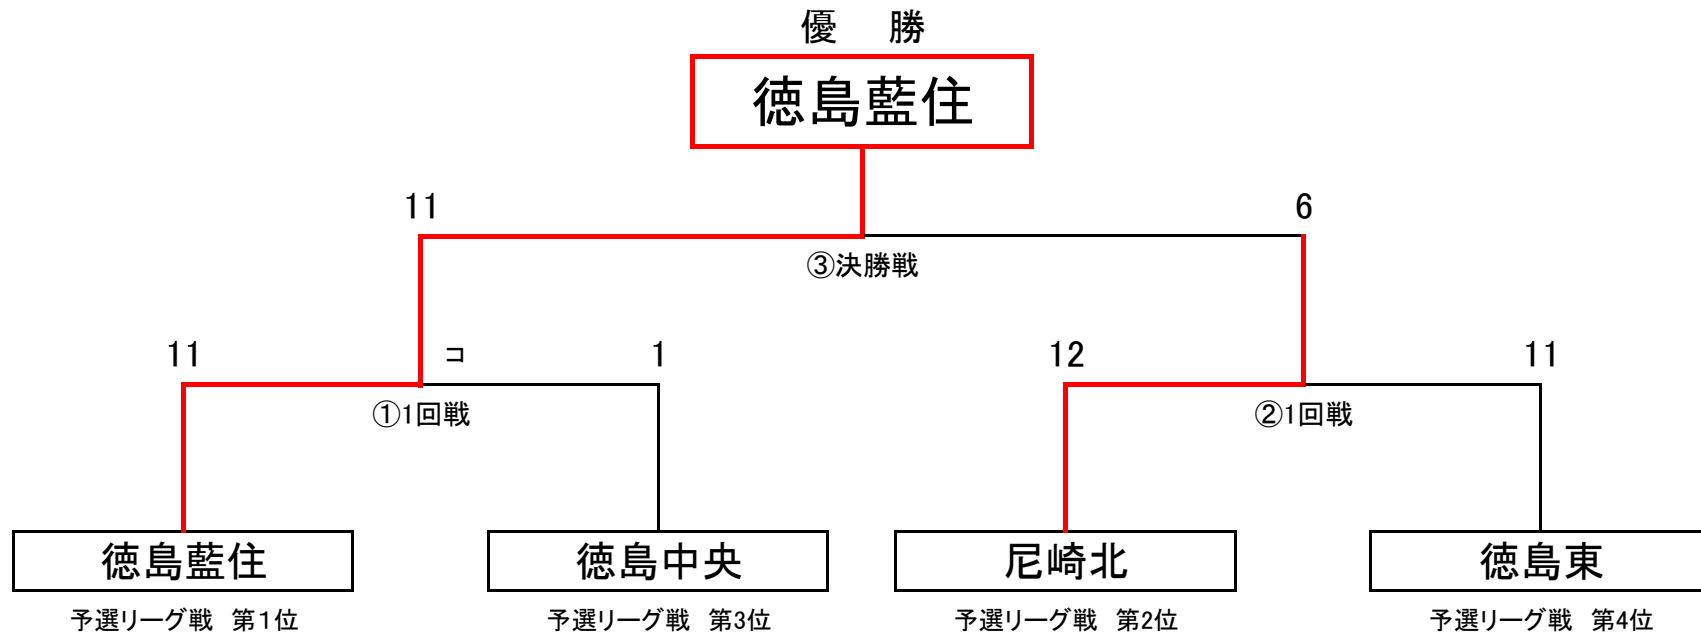 優 勝
徳島藍住
11 6
③決勝戦
11 コ 1 12 11
①1回戦 ②1回戦
徳島藍住 徳島中央 尼崎北 徳島東
予選リーグ戦 第1位 予選リーグ戦 第3位 予選リーグ戦 第2位 予選リーグ戦 第4位